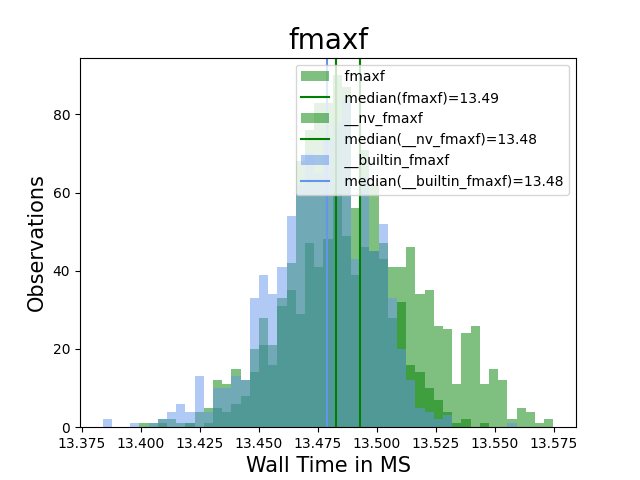 fmaxf
fmaxf
median(fmaxf)=13.49
__nv_fmaxf
median(__nv_fmaxf)=13.48
__builtin_fmaxf
median(__builtin_fmaxf)=13.48
Observations
80
60
40
20
0
13.375 13.400 13.425 13.450 13.475 13.500 13.525 13.550 13.575
Wall Time in MS